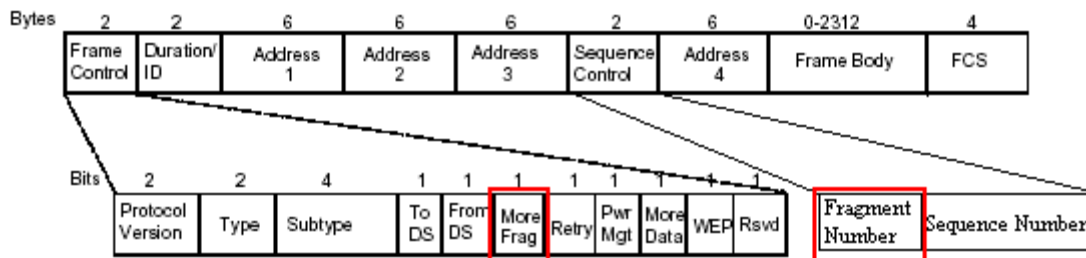 Bytes 2 2 6 6 6 2 6 0-2312 4
Frame Control Duration/ ID Address 1 Address 2 Address 3 Sequence Control Address 4 Frame Body FCS
Bits 2 2 4 1 1 1 1 1 1 1 1
Protocol Version Type Subtype To DS From DS More Frag Retry Pwr Mgt More Data WEP Rsvd Fragment Number Sequence Number